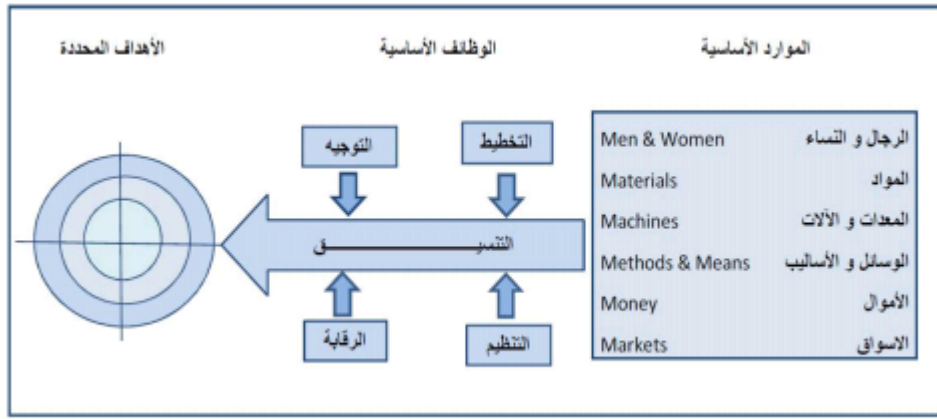 الموارد الأساسية
الوظائف الأساسية
الأهداف المحددة
الرجال و النساء Men & Women
المواد Materials
المعدات و الآلات Machines
الوسائل و الأساليب Methods & Means
الأموال Money
الاسواق Markets
التخطيط
التوجيه
التنسيــــــــــــــق
التنظيم
الرقابة